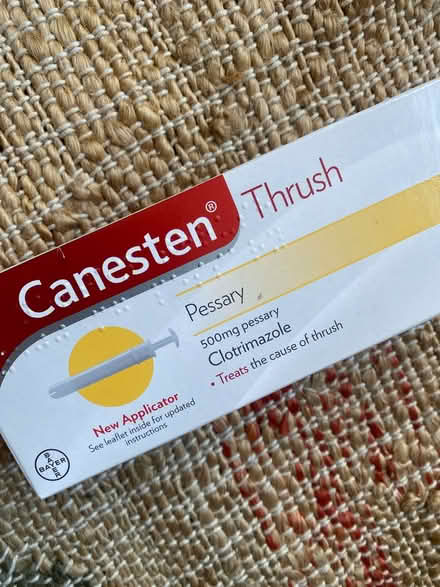 Canesten®
Thrush
Pessary
500mg pessary
Clotrimazole
• Treats the cause of thrush
New Applicator
See leaflet inside for updated
instructions
BAYER
BAYER